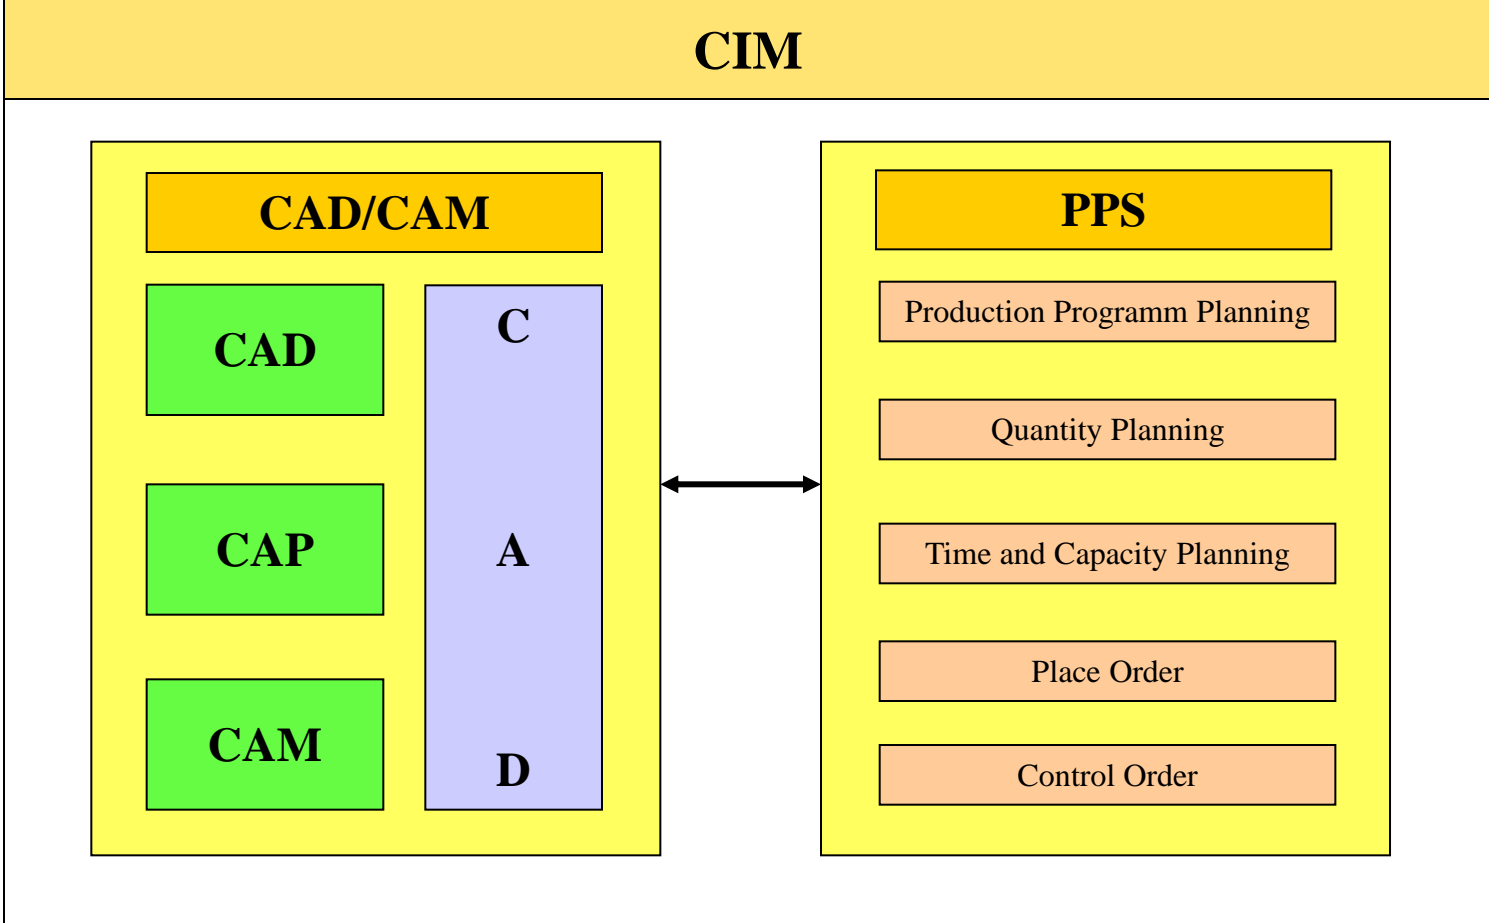 CIM
CAD/CAM
CAD
CAP
CAM
C
A
D
PPS
Production Programm Planning
Quantity Planning
Time and Capacity Planning
Place Order
Control Order